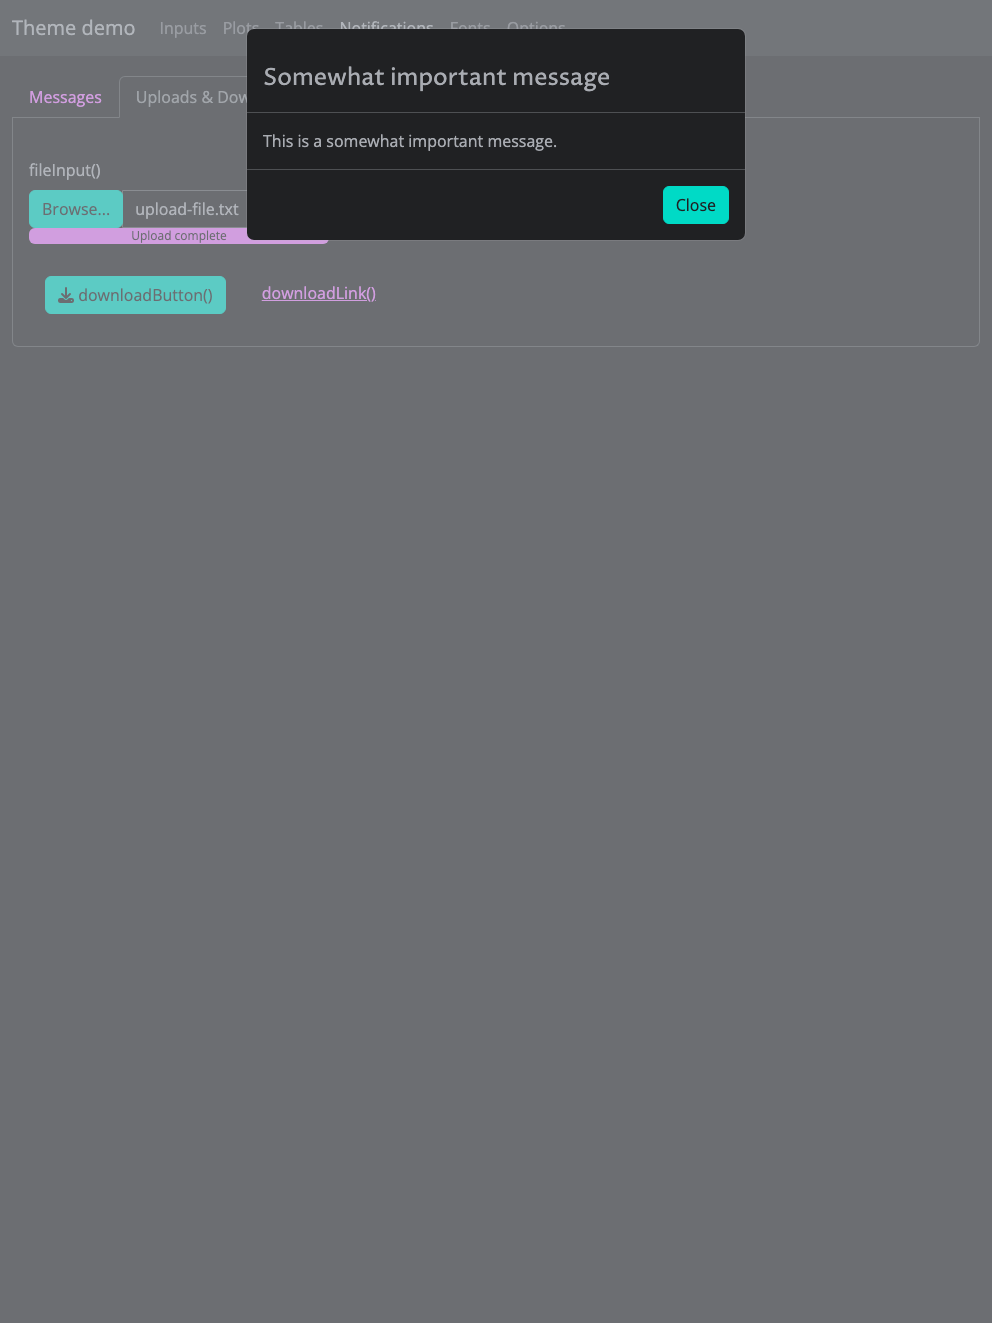 Theme demo Inputs Plots Tables Notifications Fonts Options
Somewhat important message
Messages Uploads &
This is a somewhat important message.
fileInput()
Browse... upload-file.txt
Close
Upload complete
downloadButton() downloadLink()